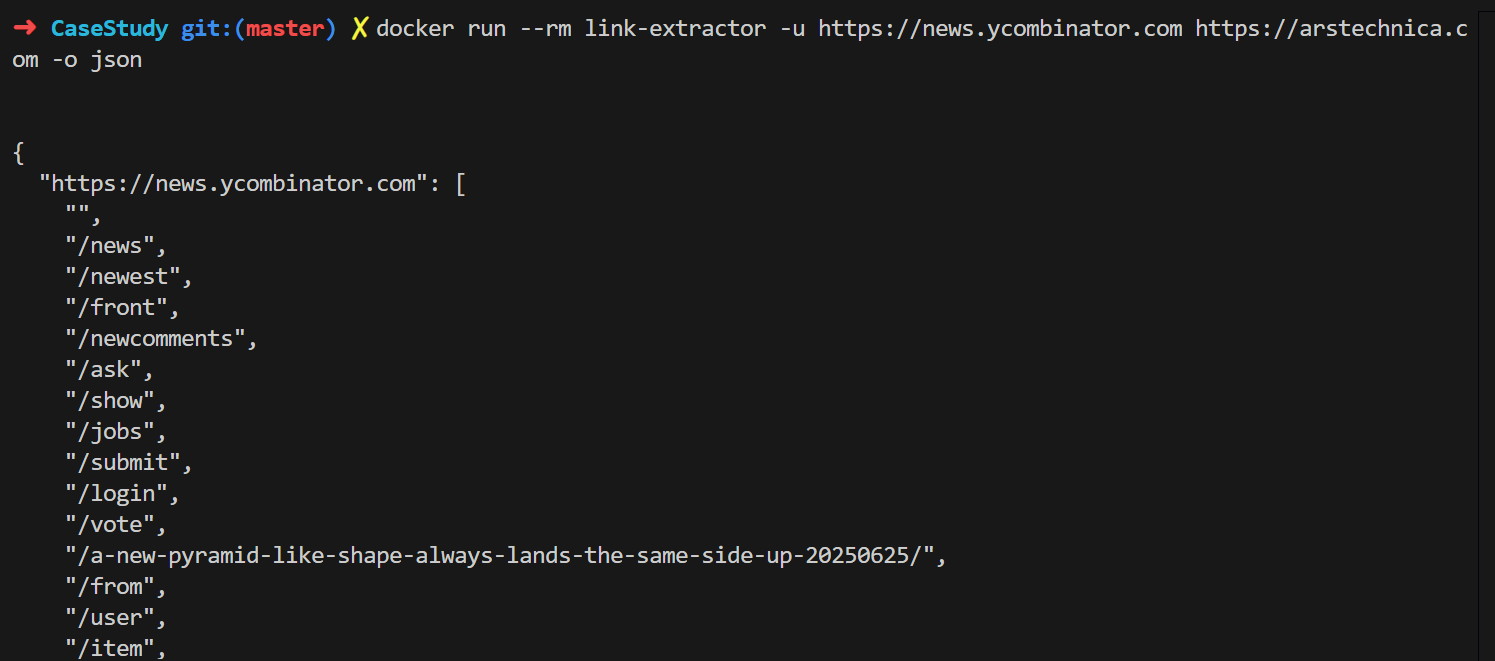 ➜ CaseStudy git:(master) ✗ docker run --rm link-extractor -u https://news.ycombinator.com https://arstechnica.c
om -o json
{
  "https://news.ycombinator.com": [
    "",
    "/news",
    "/newest",
    "/front",
    "/newcomments",
    "/ask",
    "/show",
    "/jobs",
    "/submit",
    "/login",
    "/vote",
    "/a-new-pyramid-like-shape-always-lands-the-same-side-up-20250625/",
    "/from",
    "/user",
    "/item",